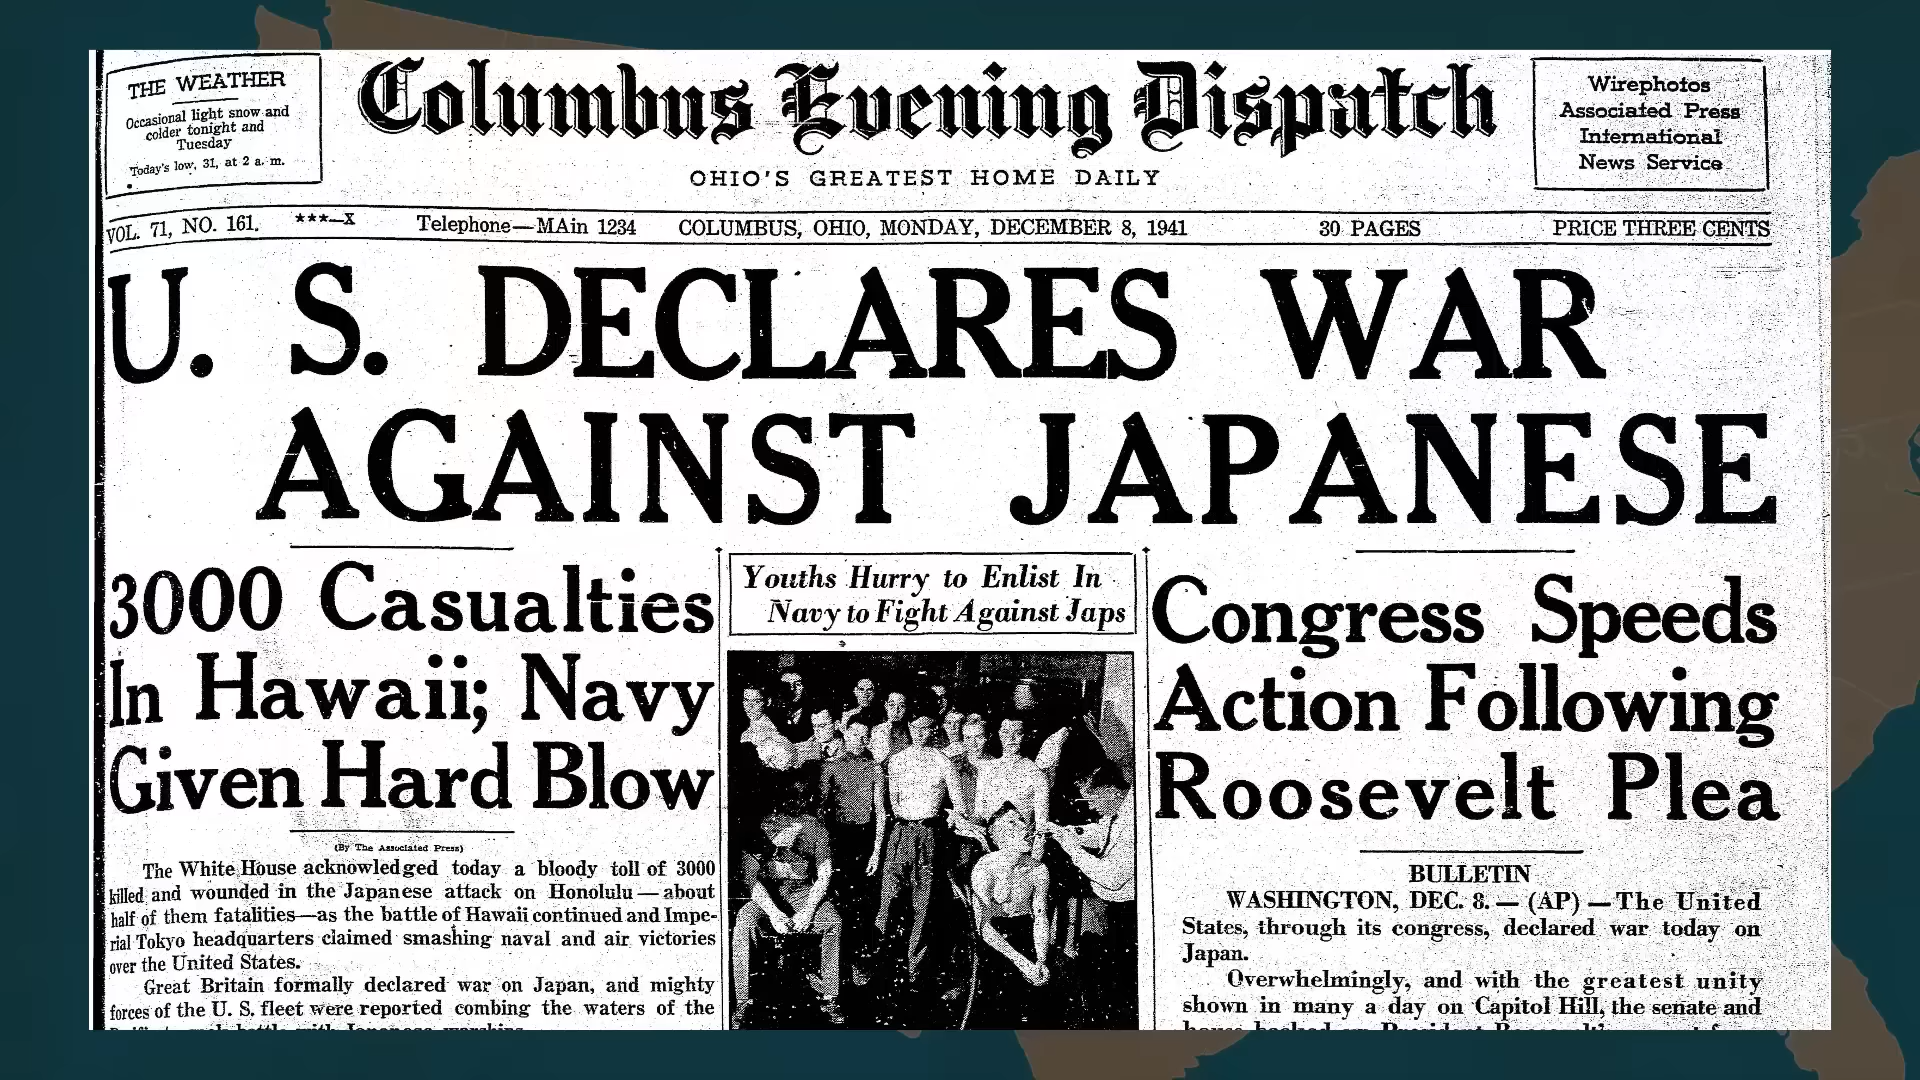 THE WEATHER
Occasional light snow and
colder tonight and
Tuesday
Today's low, 31, at 2 a. m.
Columbus Evening Dispatch
OHIO'S GREATEST HOME DAILY
Wirephotos
Associated Press
International
News Service
VOL. 71, NO. 161. ***—X Telephone—MAin 1234 COLUMBUS, OHIO, MONDAY, DECEMBER 8, 1941 30 PAGES PRICE THREE CENTS
U. S. DECLARES WAR
AGAINST JAPANESE
3000 Casualties
In Hawaii; Navy
Given Hard Blow
(By The Associated Press)
The White House acknowledged today a bloody toll of 3000
killed and wounded in the Japanese attack on Honolulu—about
half of them fatalities—as the battle of Hawaii continued and Impe-
rial Tokyo headquarters claimed smashing naval and air victories
over the United States.
Great Britain formally declared war on Japan, and mighty
forces of the U. S. fleet were reported combing the waters of the
Youths Hurry to Enlist In
Navy to Fight Against Japs
Congress Speeds
Action Following
Roosevelt Plea
BULLETIN
WASHINGTON, DEC. 8.—(AP)—The United
States, through its congress, declared war today on
Japan.
Overwhelmingly, and with the greatest unity
shown in many a day on Capitol Hill, the senate and